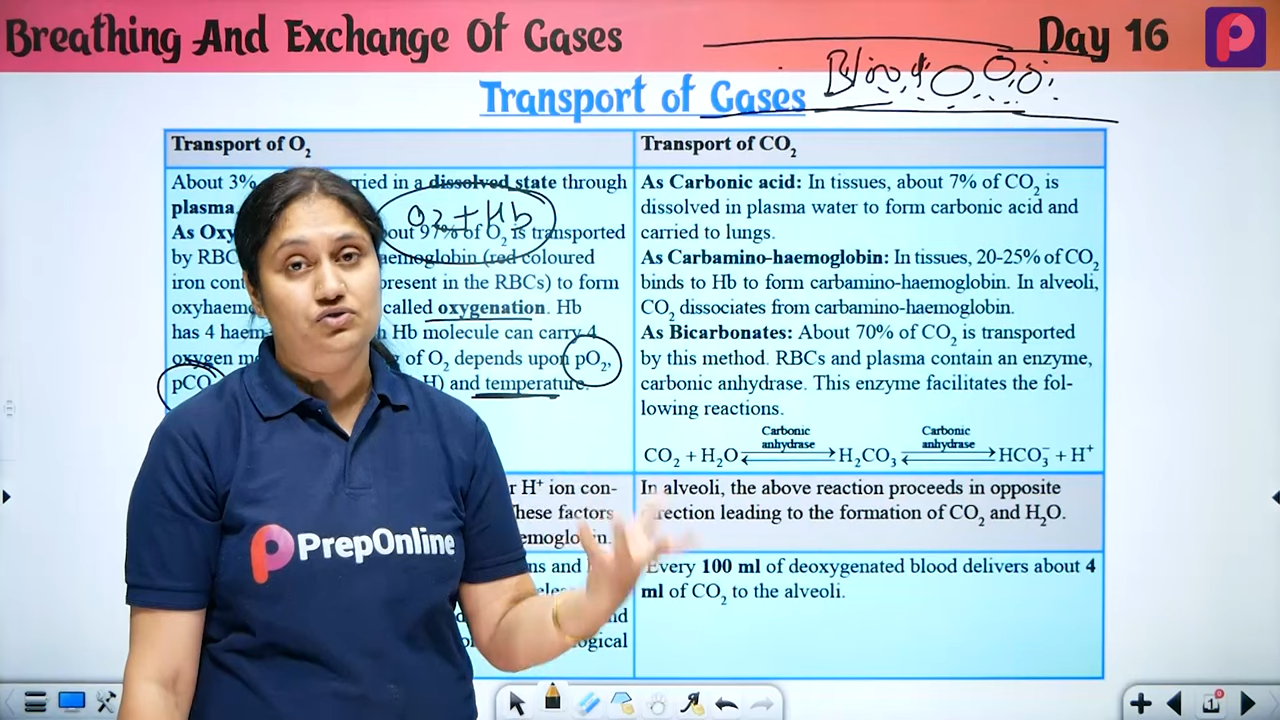 Breathing And Exchange Of Gases
Day 16
Blood
Transport of Gases
Transport of O₂
About 3% ried in a dissolved state through
plasma
O2 + Hb
As Oxy out 97% of O₂ is transported
by RBC aemoglobin (red coloured
iron con present in the RBCs) to form
oxyhaem called oxygenation. Hb
has 4 haem h Hb molecule can carry 4
oxygen m g of O₂ depends upon pO₂,
pCO H) and temperature.
r H⁺ ion con-
hese factors
emoglo in.
ns and
eleas
nd
ogical
Transport of CO₂
As Carbonic acid: In tissues, about 7% of CO₂ is
dissolved in plasma water to form carbonic acid and
carried to lungs.
As Carbamino-haemoglobin: In tissues, 20-25% of CO₂
binds to Hb to form carbamino-haemoglobin. In alveoli,
CO₂ dissociates from carbamino-haemoglobin.
As Bicarbonates: About 70% of CO₂ is transported
by this method. RBCs and plasma contain an enzyme,
carbonic anhydrase. This enzyme facilitates the fol-
lowing reactions.
Carbonic anhydrase Carbonic anhydrase
CO₂ + H₂O ⇌ H₂CO₃ ⇌ HCO₃⁻ + H⁺
In alveoli, the above reaction proceeds in opposite
direction leading to the formation of CO₂ and H₂O.
Every 100 ml of deoxygenated blood delivers about 4
ml of CO₂ to the alveoli.
PrepOnline
1